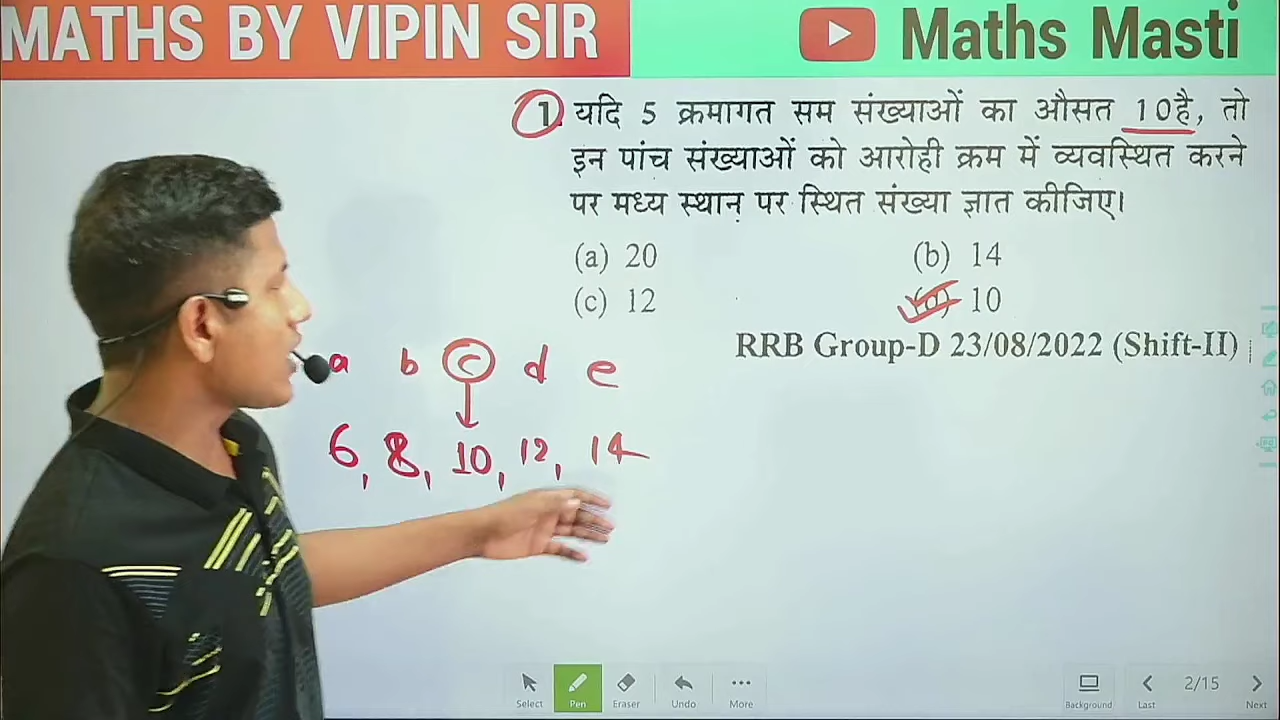 MATHS BY VIPIN SIR
Maths Masti
1. यदि 5 क्रमागत सम संख्याओं का औसत 10है, तो
इन पांच संख्याओं को आरोही क्रम में व्यवस्थित करने
पर मध्य स्थान पर स्थित संख्या ज्ञात कीजिए।
(a) 20
(b) 14
(c) 12
(d) 10
RRB Group-D 23/08/2022 (Shift-II)
a b c d e
6, 8, 10, 12, 14
Select
Pen
Eraser
Undo
More
Background
Last
2/15
Next